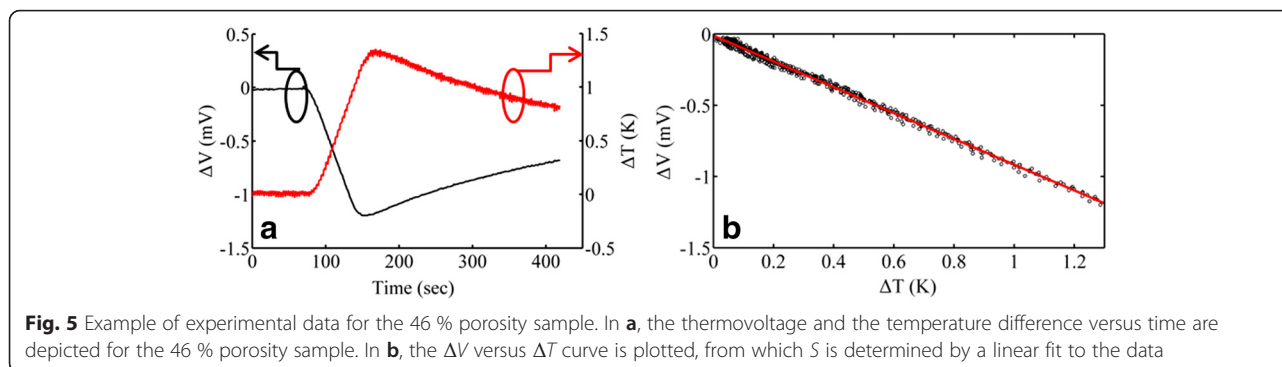 0.5
0
-0.5
-1
-1.5
ΔV (mV)
1.5
1
0.5
0
-0.5
ΔT (K)
a
0 100 200 300 400
Time (sec)
0
-0.5
-1
-1.5
ΔV (mV)
b
0 0.2 0.4 0.6 0.8 1 1.2
ΔT (K)
Fig. 5 Example of experimental data for the 46 % porosity sample. In a, the thermovoltage and the temperature difference versus time are
depicted for the 46 % porosity sample. In b, the ΔV versus ΔT curve is plotted, from which S is determined by a linear fit to the data